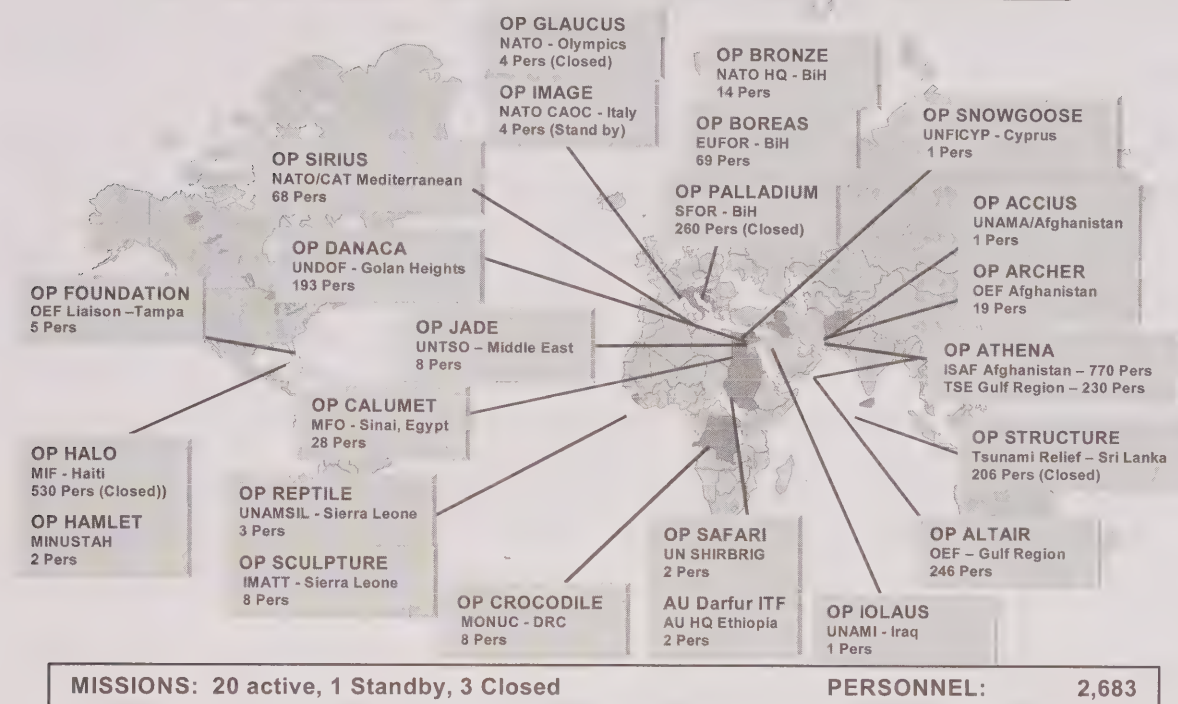 OP GLAUCUS
NATO - Olympics
4 Pers (Closed)
OP IMAGE
NATO CAOC - Italy
4 Pers (Stand by)
OP BRONZE
NATO HQ - BiH
14 Pers
OP BOREAS
EUFOR - BiH
69 Pers
OP PALLADIUM
SFOR - BiH
260 Pers (Closed)
OP SNOWGOOSE
UNFICYP - Cyprus
1 Pers
OP SIRIUS
NATO/CAT Mediterranean
68 Pers
OP DANACA
UNDOF - Golan Heights
193 Pers
OP ACCIUS
UNAMA/Afghanistan
1 Pers
OP ARCHER
OEF Afghanistan
19 Pers
OP FOUNDATION
OEF Liaison –Tampa
5 Pers
OP JADE
UNTSO – Middle East
8 Pers
OP ATHENA
ISAF Afghanistan – 770 Pers
TSE Gulf Region – 230 Pers
OP CALUMET
MFO - Sinai, Egypt
28 Pers
OP STRUCTURE
Tsunami Relief – Sri Lanka
206 Pers (Closed)
OP HALO
MIF - Haiti
530 Pers (Closed))
OP HAMLET
MINUSTAH
2 Pers
OP REPTILE
UNAMSIL - Sierra Leone
3 Pers
OP SCULPTURE
IMATT - Sierra Leone
8 Pers
OP CROCODILE
MONUC - DRC
8 Pers
OP SAFARI
UN SHIRBRIG
2 Pers
AU Darfur ITF
AU HQ Ethiopia
2 Pers
OP ALTAIR
OEF – Gulf Region
246 Pers
OP IOLAUS
UNAMI - Iraq
1 Pers
MISSIONS: 20 active, 1 Standby, 3 Closed PERSONNEL: 2,683